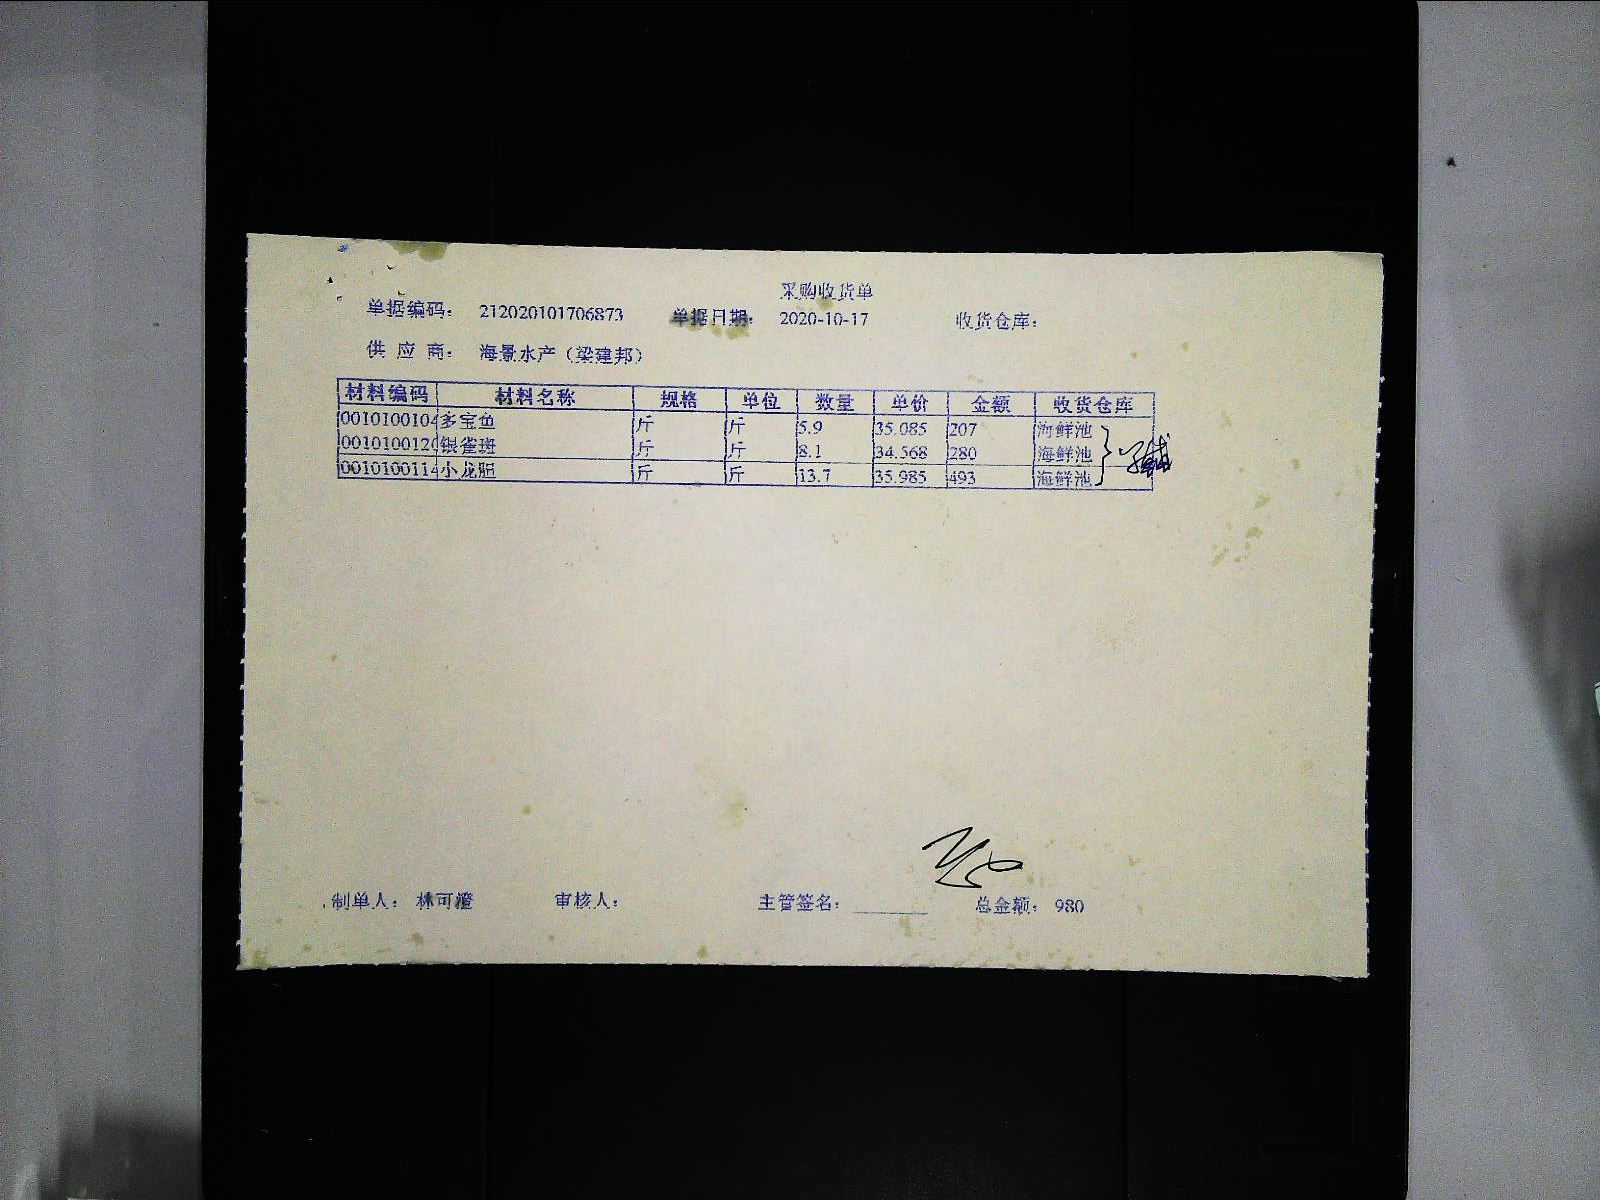 采购收货单
单据编码: 212020101706873 单据日期: 2020-10-17 收货仓库:
供应商: 海景水产（梁建邦）
材料编码 材料名称 规格 单位 数量 单价 金额 收货仓库
0010100104 多宝鱼 斤 斤 5.9 35.085 207 海鲜池
0010100120 银雀斑 斤 斤 8.1 34.568 280 海鲜池
0010100114 小龙胆 斤 斤 13.7 35.985 493 海鲜池
制单人: 林可澄 审核人: 主管签名: 总金额: 980